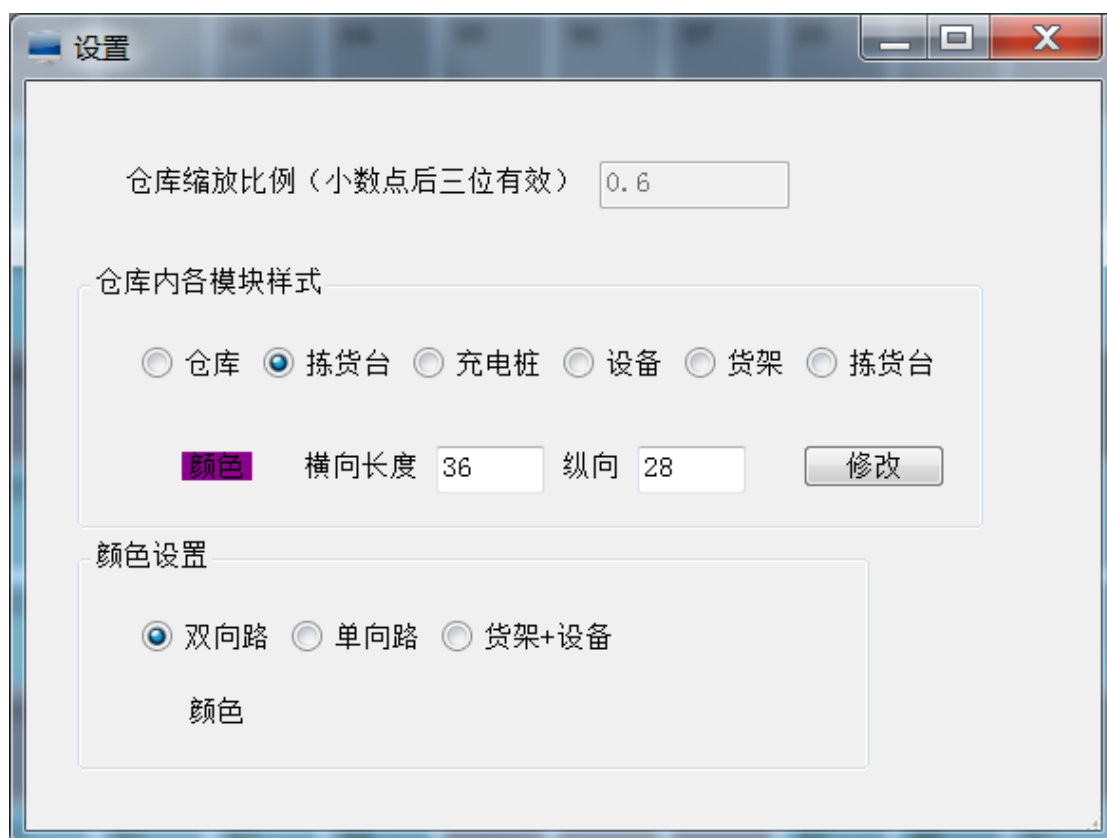 设置
仓库缩放比例（小数点后三位有效） 0.6
仓库内各模块样式
仓库 拣货台 充电桩 设备 货架 拣货台
颜色 横向长度 36 纵向 28 修改
颜色设置
双向路 单向路 货架+设备
颜色